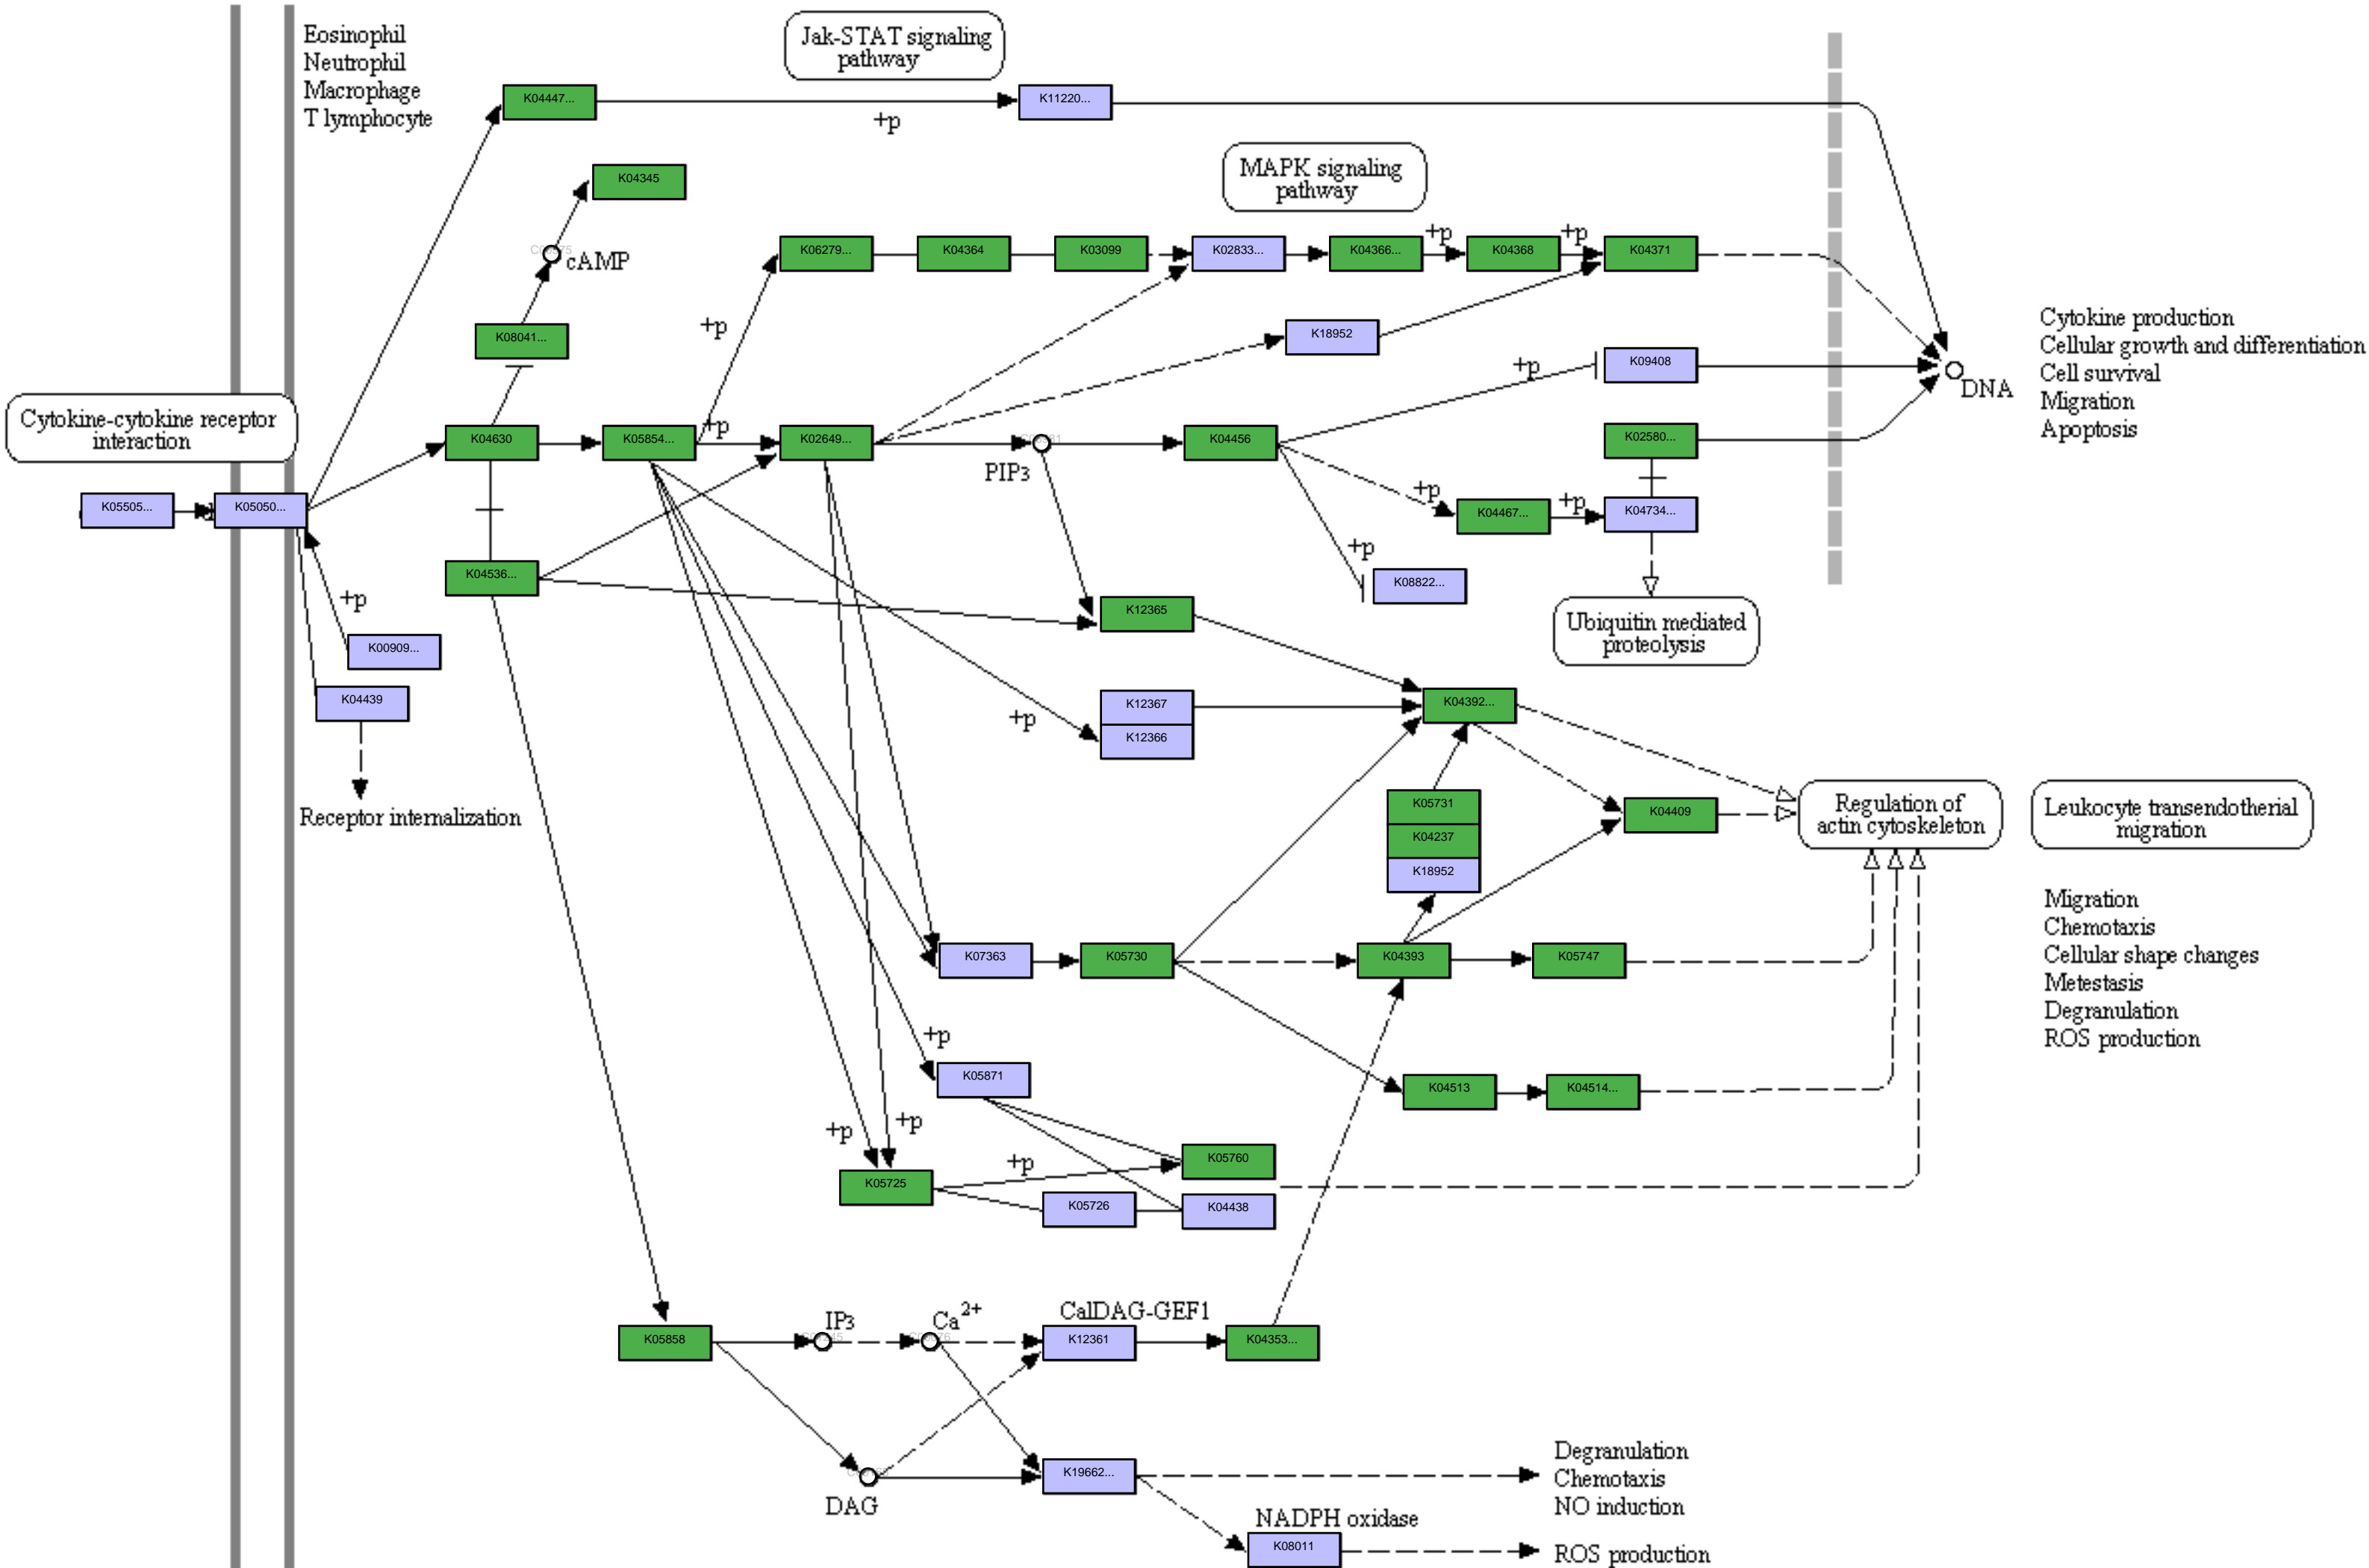 Eosinophil
Neutrophil
Macrophage
T lymphocyte
Jak-STAT signaling
pathway
K04447...
+p
K11220...
K04345
MAPK signaling
pathway
cAMP
K06279...
K04364
K03099
K02833...
K04366...
+p
K04368
+p
K04371
K08041...
+p
K18952
Cytokine production
Cellular growth and differentiation
Cell survival
Migration
Apoptosis
+p
K09408
DNA
Cytokine-cytokine receptor
interaction
K04630
K05854...
+p
K02649...
PIP3
K04456
K02580...
K05505...
K05050...
+p
K04467...
+p
K04734...
+p
K08822...
K04536...
+p
K12365
Ubiquitin mediated
proteolysis
K00909...
K04439
+p
K12367
K12366
K04392...
Receptor internalization
K05731
K04237
K18952
K04409
Regulation of
actin cytoskeleton
Leukocyte transendotherial
migration
K07363
K05730
K04393
K05747
Migration
Chemotaxis
Cellular shape changes
Metestasis
Degranulation
ROS production
+p
K05871
K04513
K04514...
+p
+p
+p
K05760
K05725
K05726
K04438
IP3
Ca2+
CalDAG-GEF1
K05858
K12361
K04353...
DAG
K19662...
Degranulation
Chemotaxis
NO induction
NADPH oxidase
K08011
ROS production